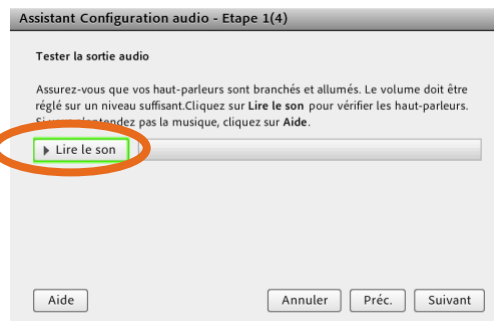 Assistant Configuration audio - Etape 1(4)
Tester la sortie audio
Assurez-vous que vos haut-parleurs sont branchés et allumés. Le volume doit être
réglé sur un niveau suffisant.Cliquez sur Lire le son pour vérifier les haut-parleurs.
Si vous n'entendez pas la musique, cliquez sur Aide.
Lire le son
Aide
Annuler
Préc.
Suivant